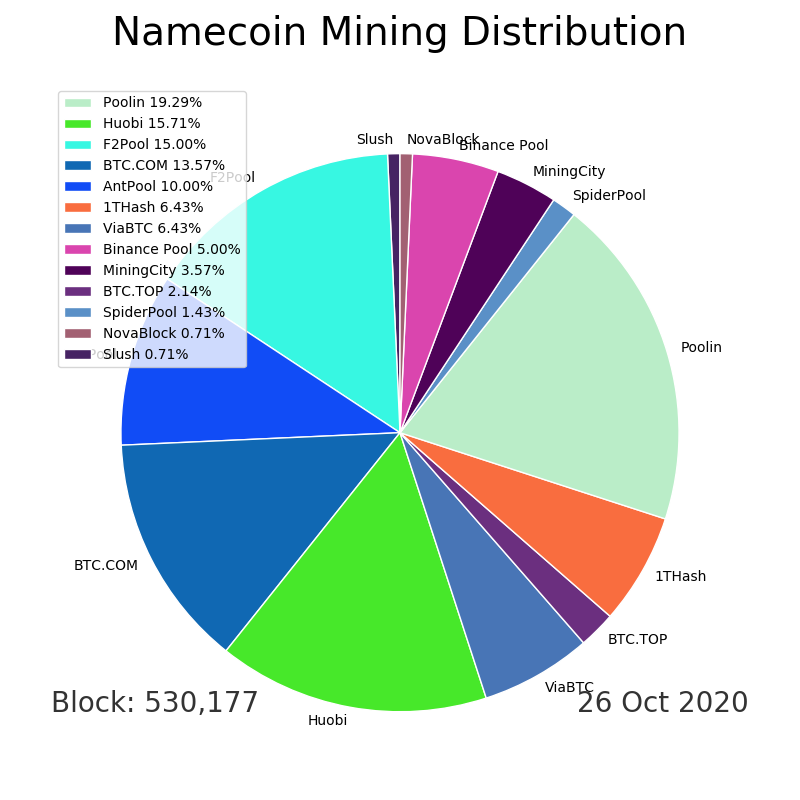 Namecoin Mining Distribution
Poolin 19.29%
Huobi 15.71%
F2Pool 15.00%
BTC.COM 13.57%
AntPool 10.00%
1THash 6.43%
ViaBTC 6.43%
Binance Pool 5.00%
MiningCity 3.57%
BTC.TOP 2.14%
SpiderPool 1.43%
NovaBlock 0.71%
Slush 0.71%
Slush
NovaBlock
Binance Pool
MiningCity
SpiderPool
F2Pool
Poolin
BTC.COM
1THash
BTC.TOP
ViaBTC
Huobi
Block: 530,177
26 Oct 2020